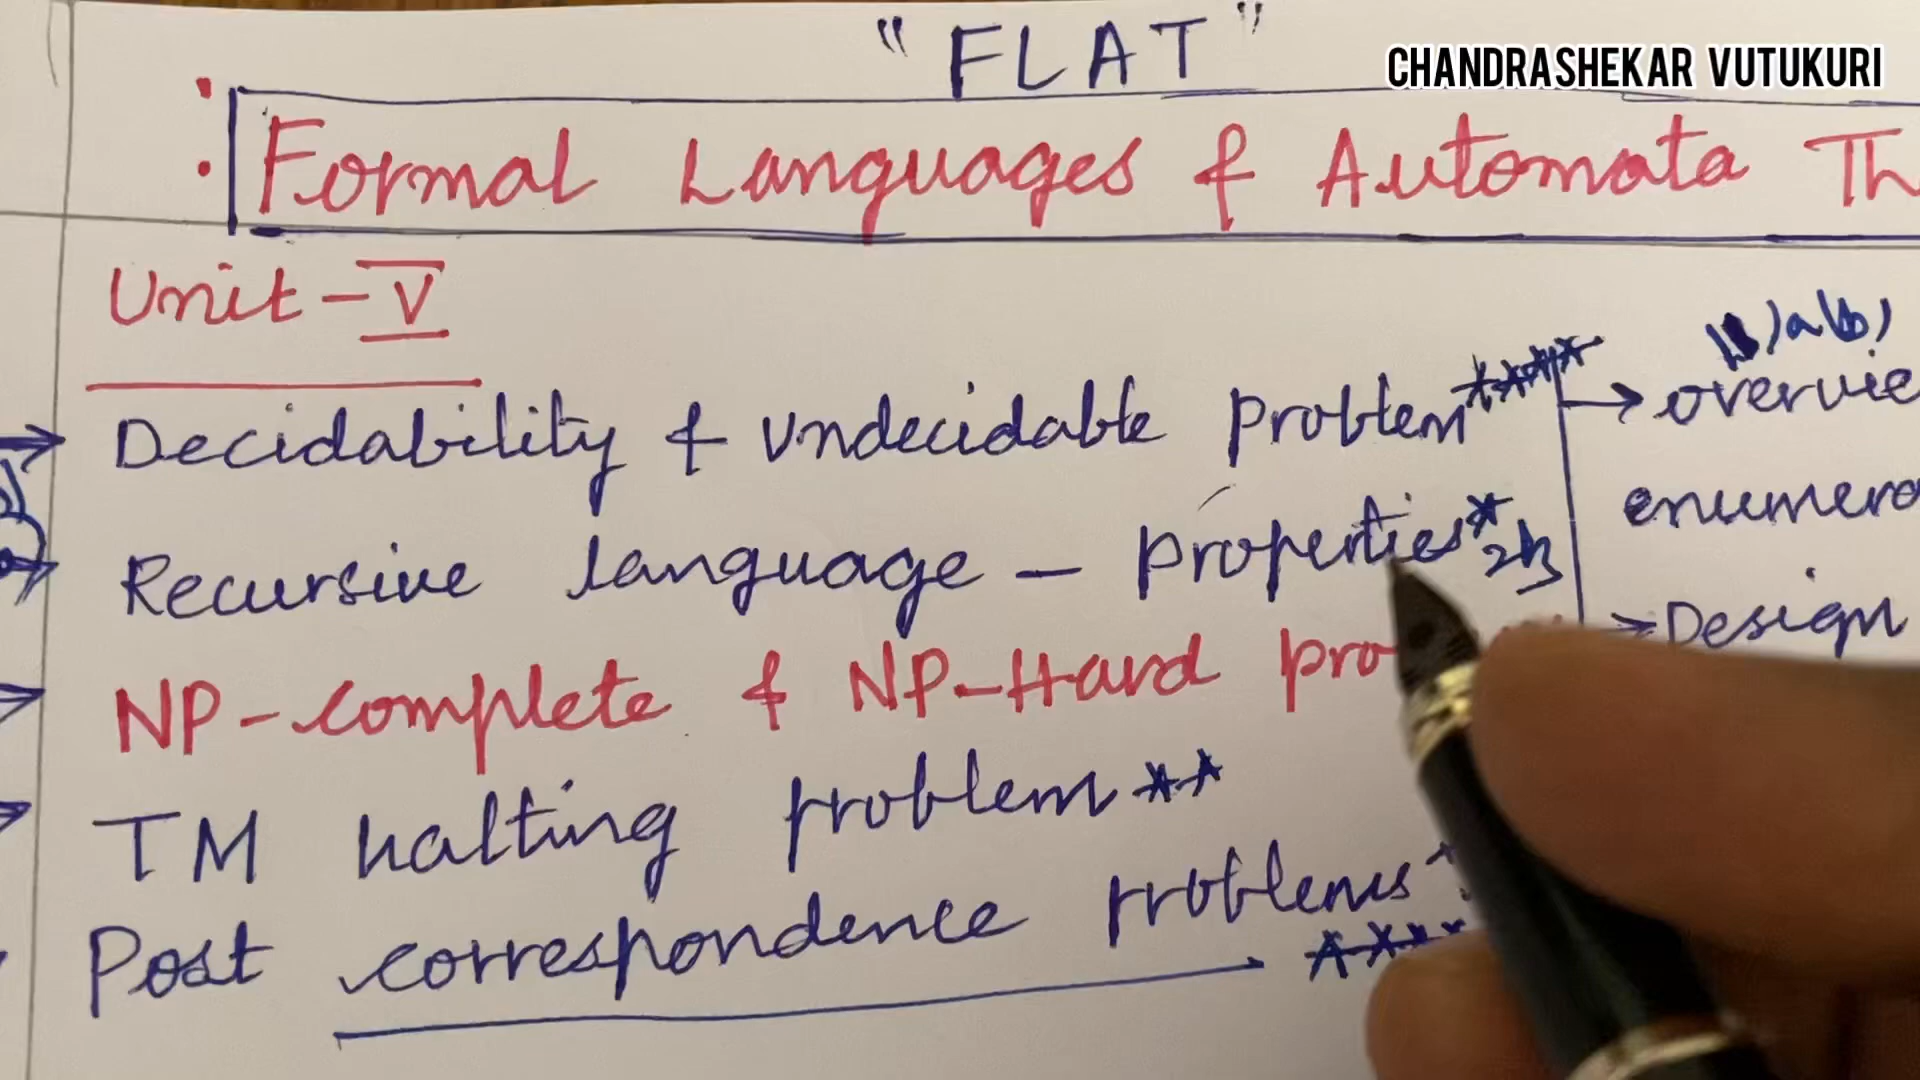 "FLAT"
CHANDRASHEKAR VUTUKURI
Formal Languages & Automata Th
Unit - V
Decidability & Undecidable Problem ****
→ overvie
enumera
Recursive language - Properties *
→ Design
NP-complete & NP-Hard pro
TM halting problem **
Post correspondence problems
****